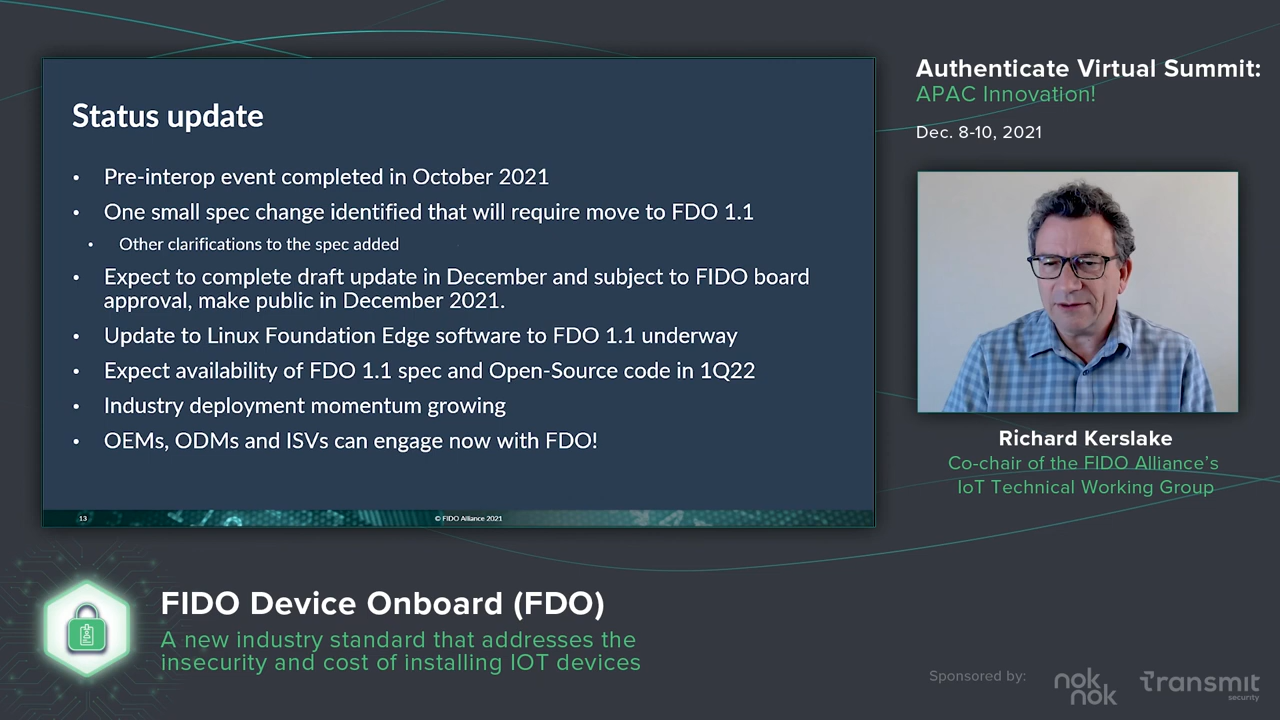 Status update
• Pre-interop event completed in October 2021
• One small spec change identified that will require move to FDO 1.1
• Other clarifications to the spec added
• Expect to complete draft update in December and subject to FIDO board
approval, make public in December 2021.
• Update to Linux Foundation Edge software to FDO 1.1 underway
• Expect availability of FDO 1.1 spec and Open-Source code in 1Q22
• Industry deployment momentum growing
• OEMs, ODMs and ISVs can engage now with FDO!
13
© FIDO Alliance 2021
Authenticate Virtual Summit:
APAC Innovation!
Dec. 8-10, 2021
Richard Kerslake
Co-chair of the FIDO Alliance’s
IoT Technical Working Group
FIDO Device Onboard (FDO)
A new industry standard that addresses the
insecurity and cost of installing IOT devices
Sponsored by:
nok
nok
Transmit
security